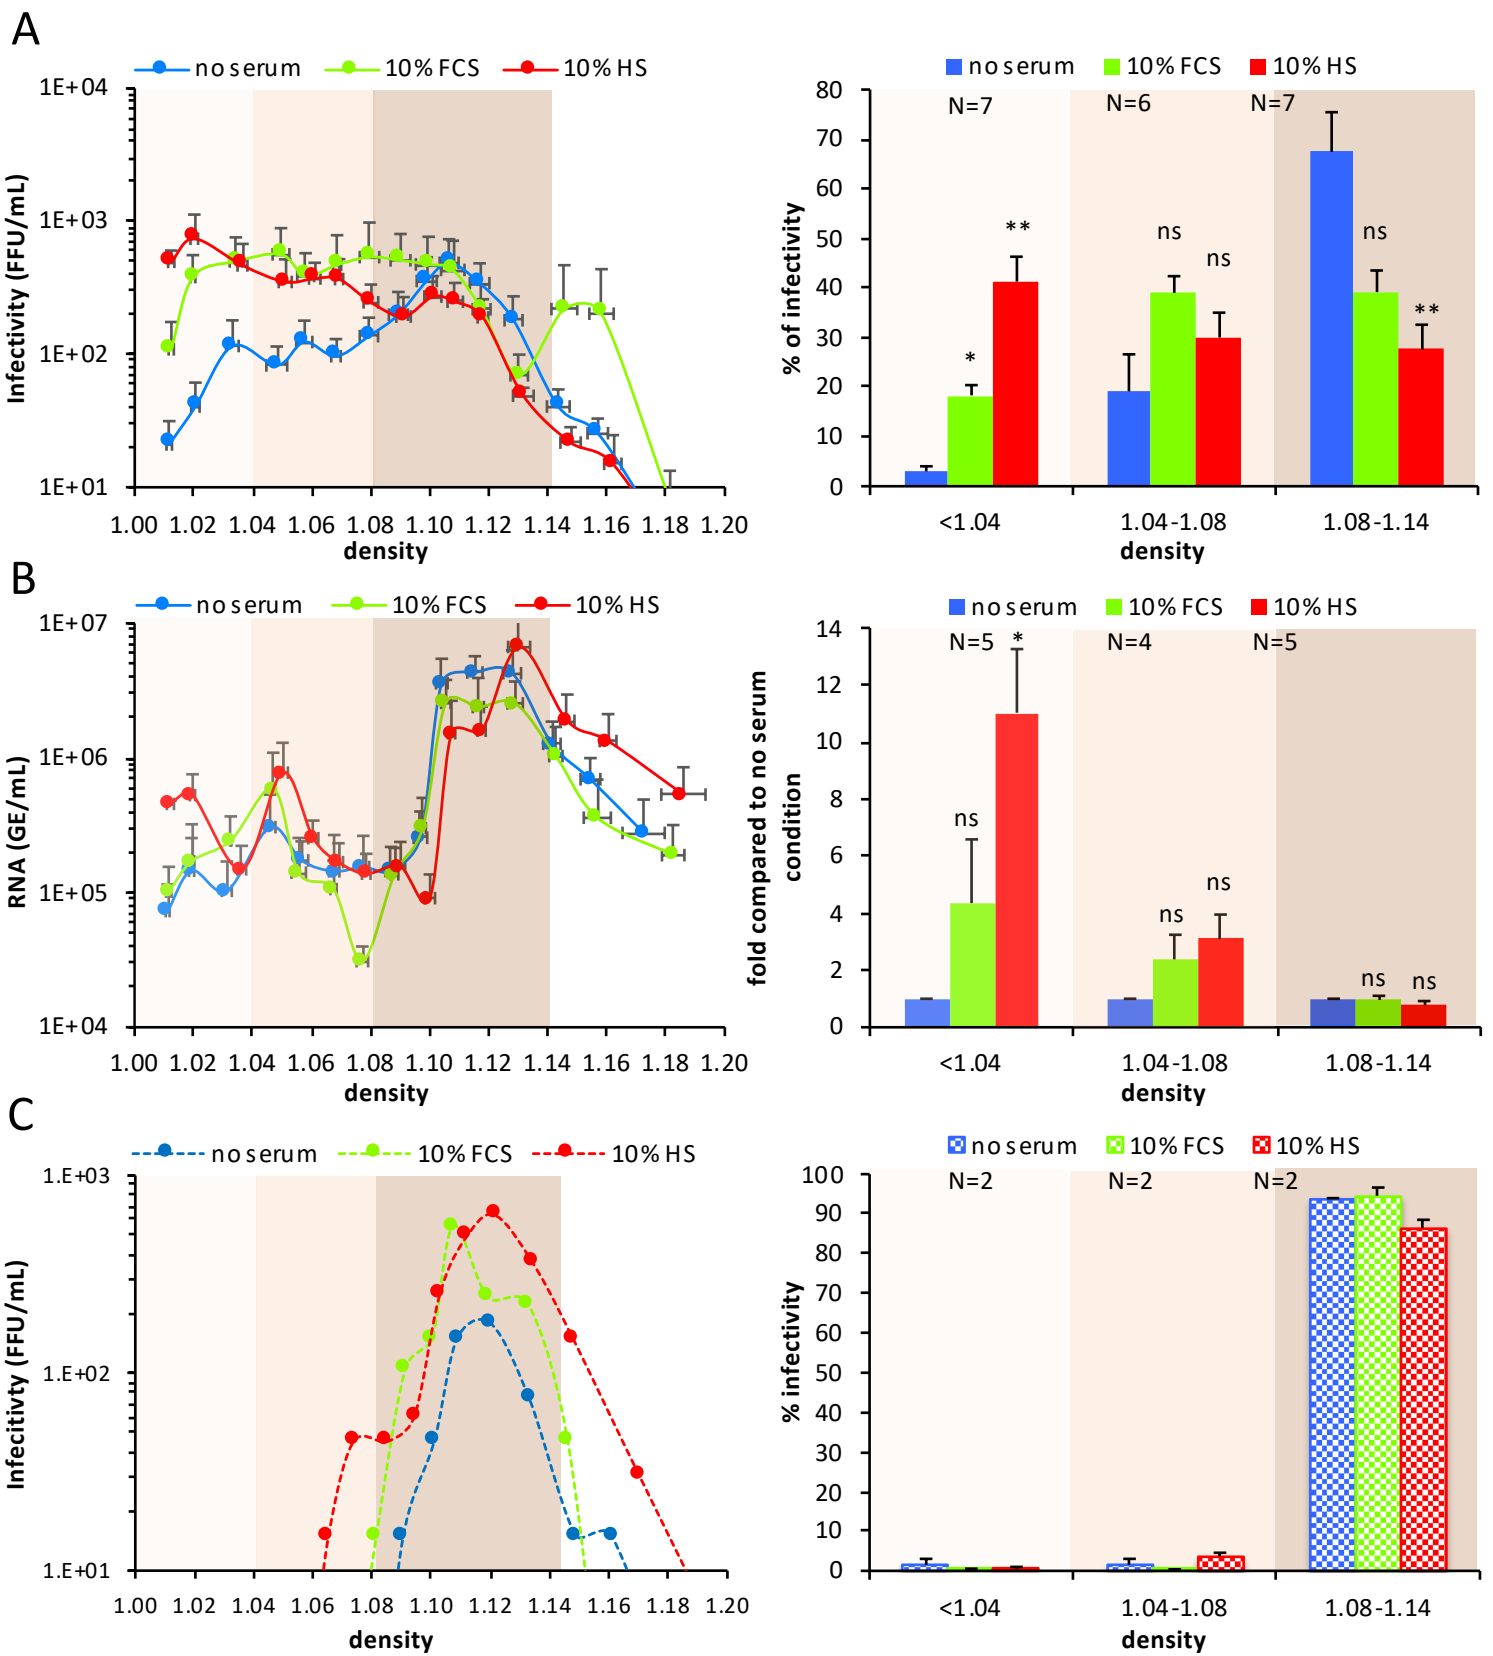 A
no serum 10% FCS 10% HS
1E+04
1E+03
1E+02
1E+01
Infectivity (FFU/mL)
1.00 1.02 1.04 1.06 1.08 1.10 1.12 1.14 1.16 1.18 1.20
density
no serum 10% FCS 10% HS
N=7 N=6 N=7
80
70
60
50
40
30
20
10
0
% of infectivity
* ** ns ns ns **
<1.04 1.04-1.08 1.08-1.14
density
B
no serum 10% FCS 10% HS
1E+07
1E+06
1E+05
1E+04
RNA (GE/mL)
1.00 1.02 1.04 1.06 1.08 1.10 1.12 1.14 1.16 1.18 1.20
density
no serum 10% FCS 10% HS
N=5 N=4 N=5
14
12
10
8
6
4
2
0
fold compared to no serum
condition
ns * ns ns ns ns
<1.04 1.04-1.08 1.08-1.14
density
C
no serum 10% FCS 10% HS
1.E+03
1.E+02
1.E+01
Infecitivty (FFU/mL)
1.00 1.02 1.04 1.06 1.08 1.10 1.12 1.14 1.16 1.18 1.20
density
no serum 10% FCS 10% HS
N=2 N=2 N=2
100
90
80
70
60
50
40
30
20
10
0
% infectivity
<1.04 1.04-1.08 1.08-1.14
density